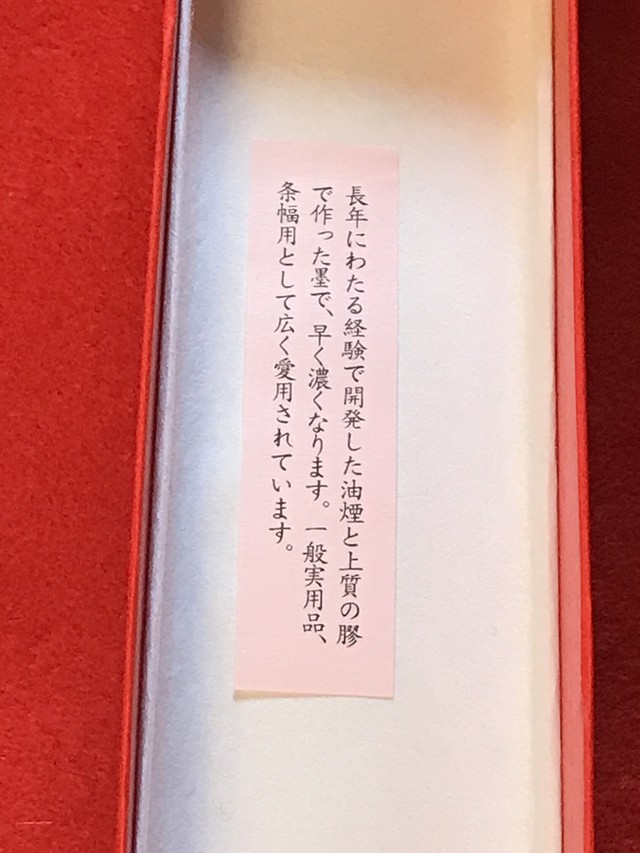 長年にわたる経験で開発した油煙と上質の膠
で作った墨で、早く濃くなります。一般実用品、
条幅用として広く愛用されています。